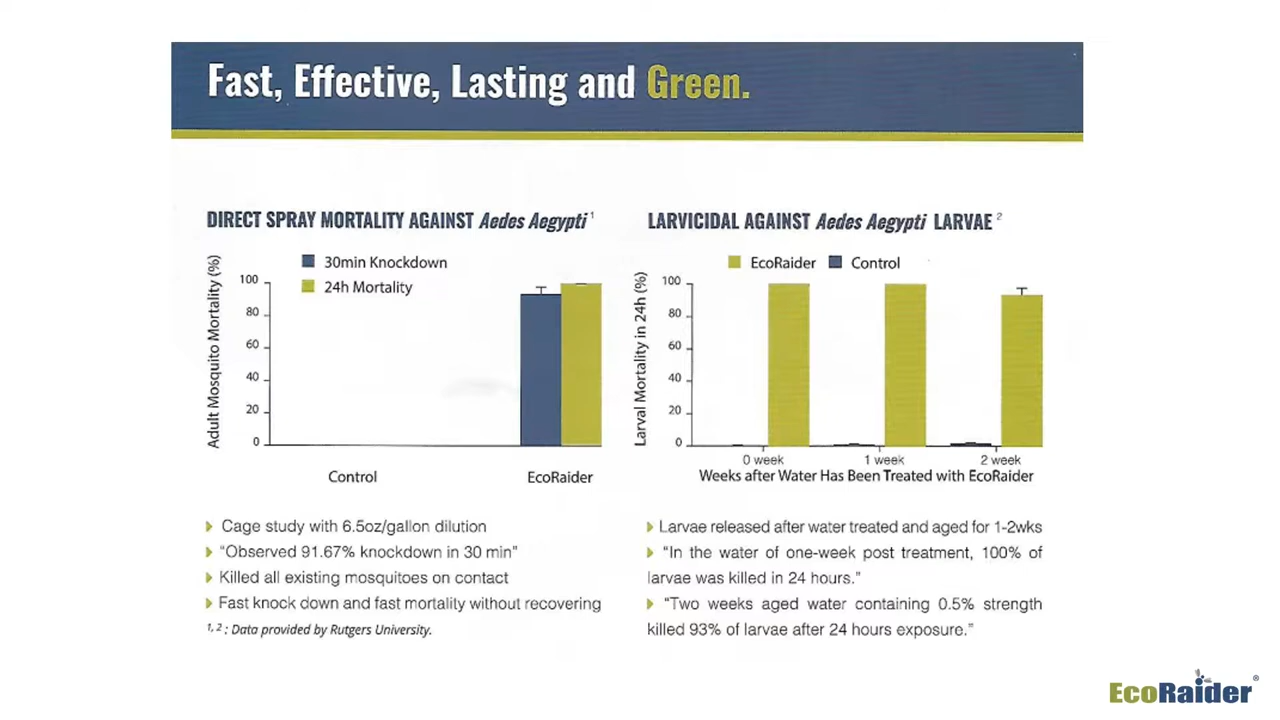 Fast, Effective, Lasting and Green.
DIRECT SPRAY MORTALITY AGAINST Aedes Aegypti ¹
30min Knockdown
24h Mortality
Adult Mosquito Mortality (%)
100
80
60
40
20
0
Control
EcoRaider
Cage study with 6.5oz/gallon dilution
“Observed 91.67% knockdown in 30 min”
Killed all existing mosquitoes on contact
Fast knock down and fast mortality without recovering
1, 2 : Data provided by Rutgers University.
LARVICIDAL AGAINST Aedes Aegypti LARVAE ²
EcoRaider
Control
Larval Mortality in 24h (%)
100
80
60
40
20
0
0 week
1 week
2 week
Weeks after Water Has Been Treated with EcoRaider
Larvae released after water treated and aged for 1-2wks
“In the water of one-week post treatment, 100% of
larvae was killed in 24 hours.”
“Two weeks aged water containing 0.5% strength
killed 93% of larvae after 24 hours exposure.”
EcoRaider®